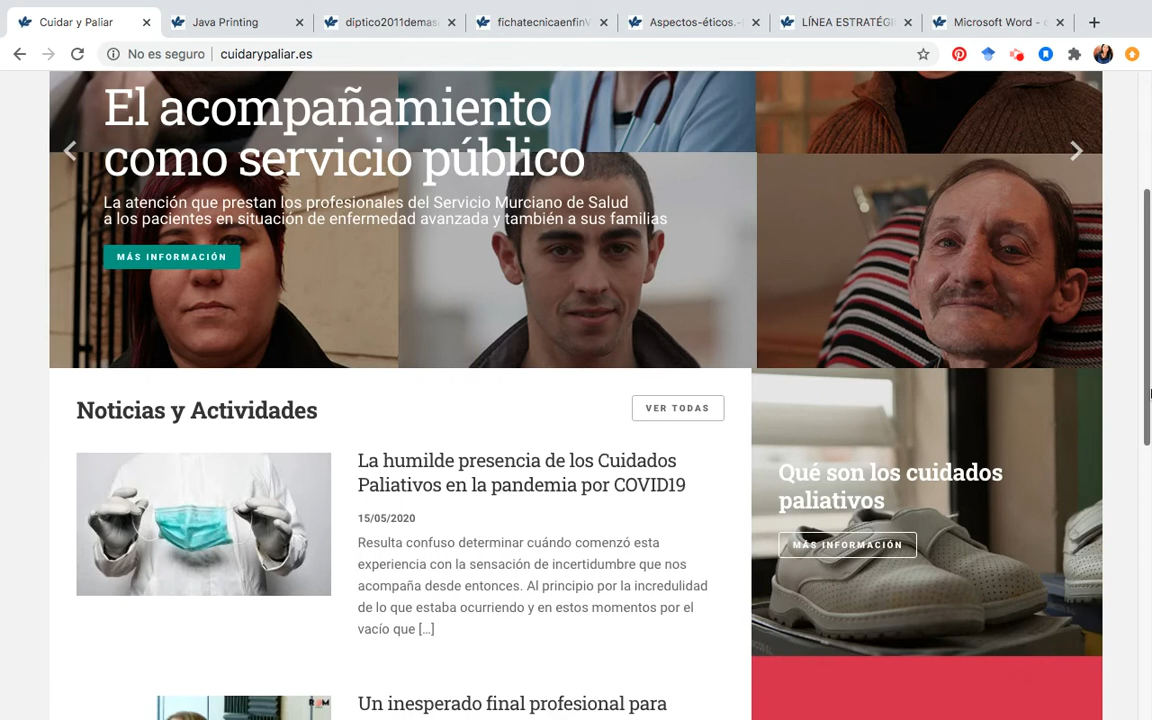 Cuidar y Paliar
Java Printing
diptico2011demas
fichatecnicaenfinV
Aspectos-éticos.-
LÍNEA ESTRATÉGI
Microsoft Word -
No es seguro
cuidarypaliar.es
El acompañamiento
como servicio público
La atención que prestan los profesionales del Servicio Murciano de Salud
a los pacientes en situación de enfermedad avanzada y también a sus familias
MÁS INFORMACIÓN
Noticias y Actividades
VER TODAS
La humilde presencia de los Cuidados
Paliativos en la pandemia por COVID19
15/05/2020
Resulta confuso determinar cuándo comenzó esta
experiencia con la sensación de incertidumbre que nos
acompaña desde entonces. Al principio por la incredulidad
de lo que estaba ocurriendo y en estos momentos por el
vacío que [...]
Qué son los cuidados
paliativos
MÁS INFORMACIÓN
Un inesperado final profesional para